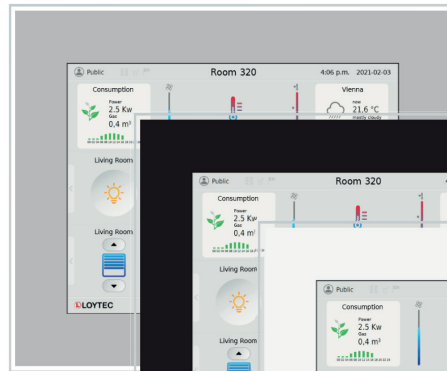 Public Room 320 4:06 p.m. 2021-02-03
Consumption
Power
2.5 Kw
Gas
0,4 m³
Vienna
now
21.6 °C
mostly cloudy
Living Room
Living Room
LOYTEC
Public Room 320
Consumption
Power
2.5 Kw
Gas
0,4 m
Living Room
Living Room
Public
Consumption
Power
2.5 Kw
Gas
0,4 m³